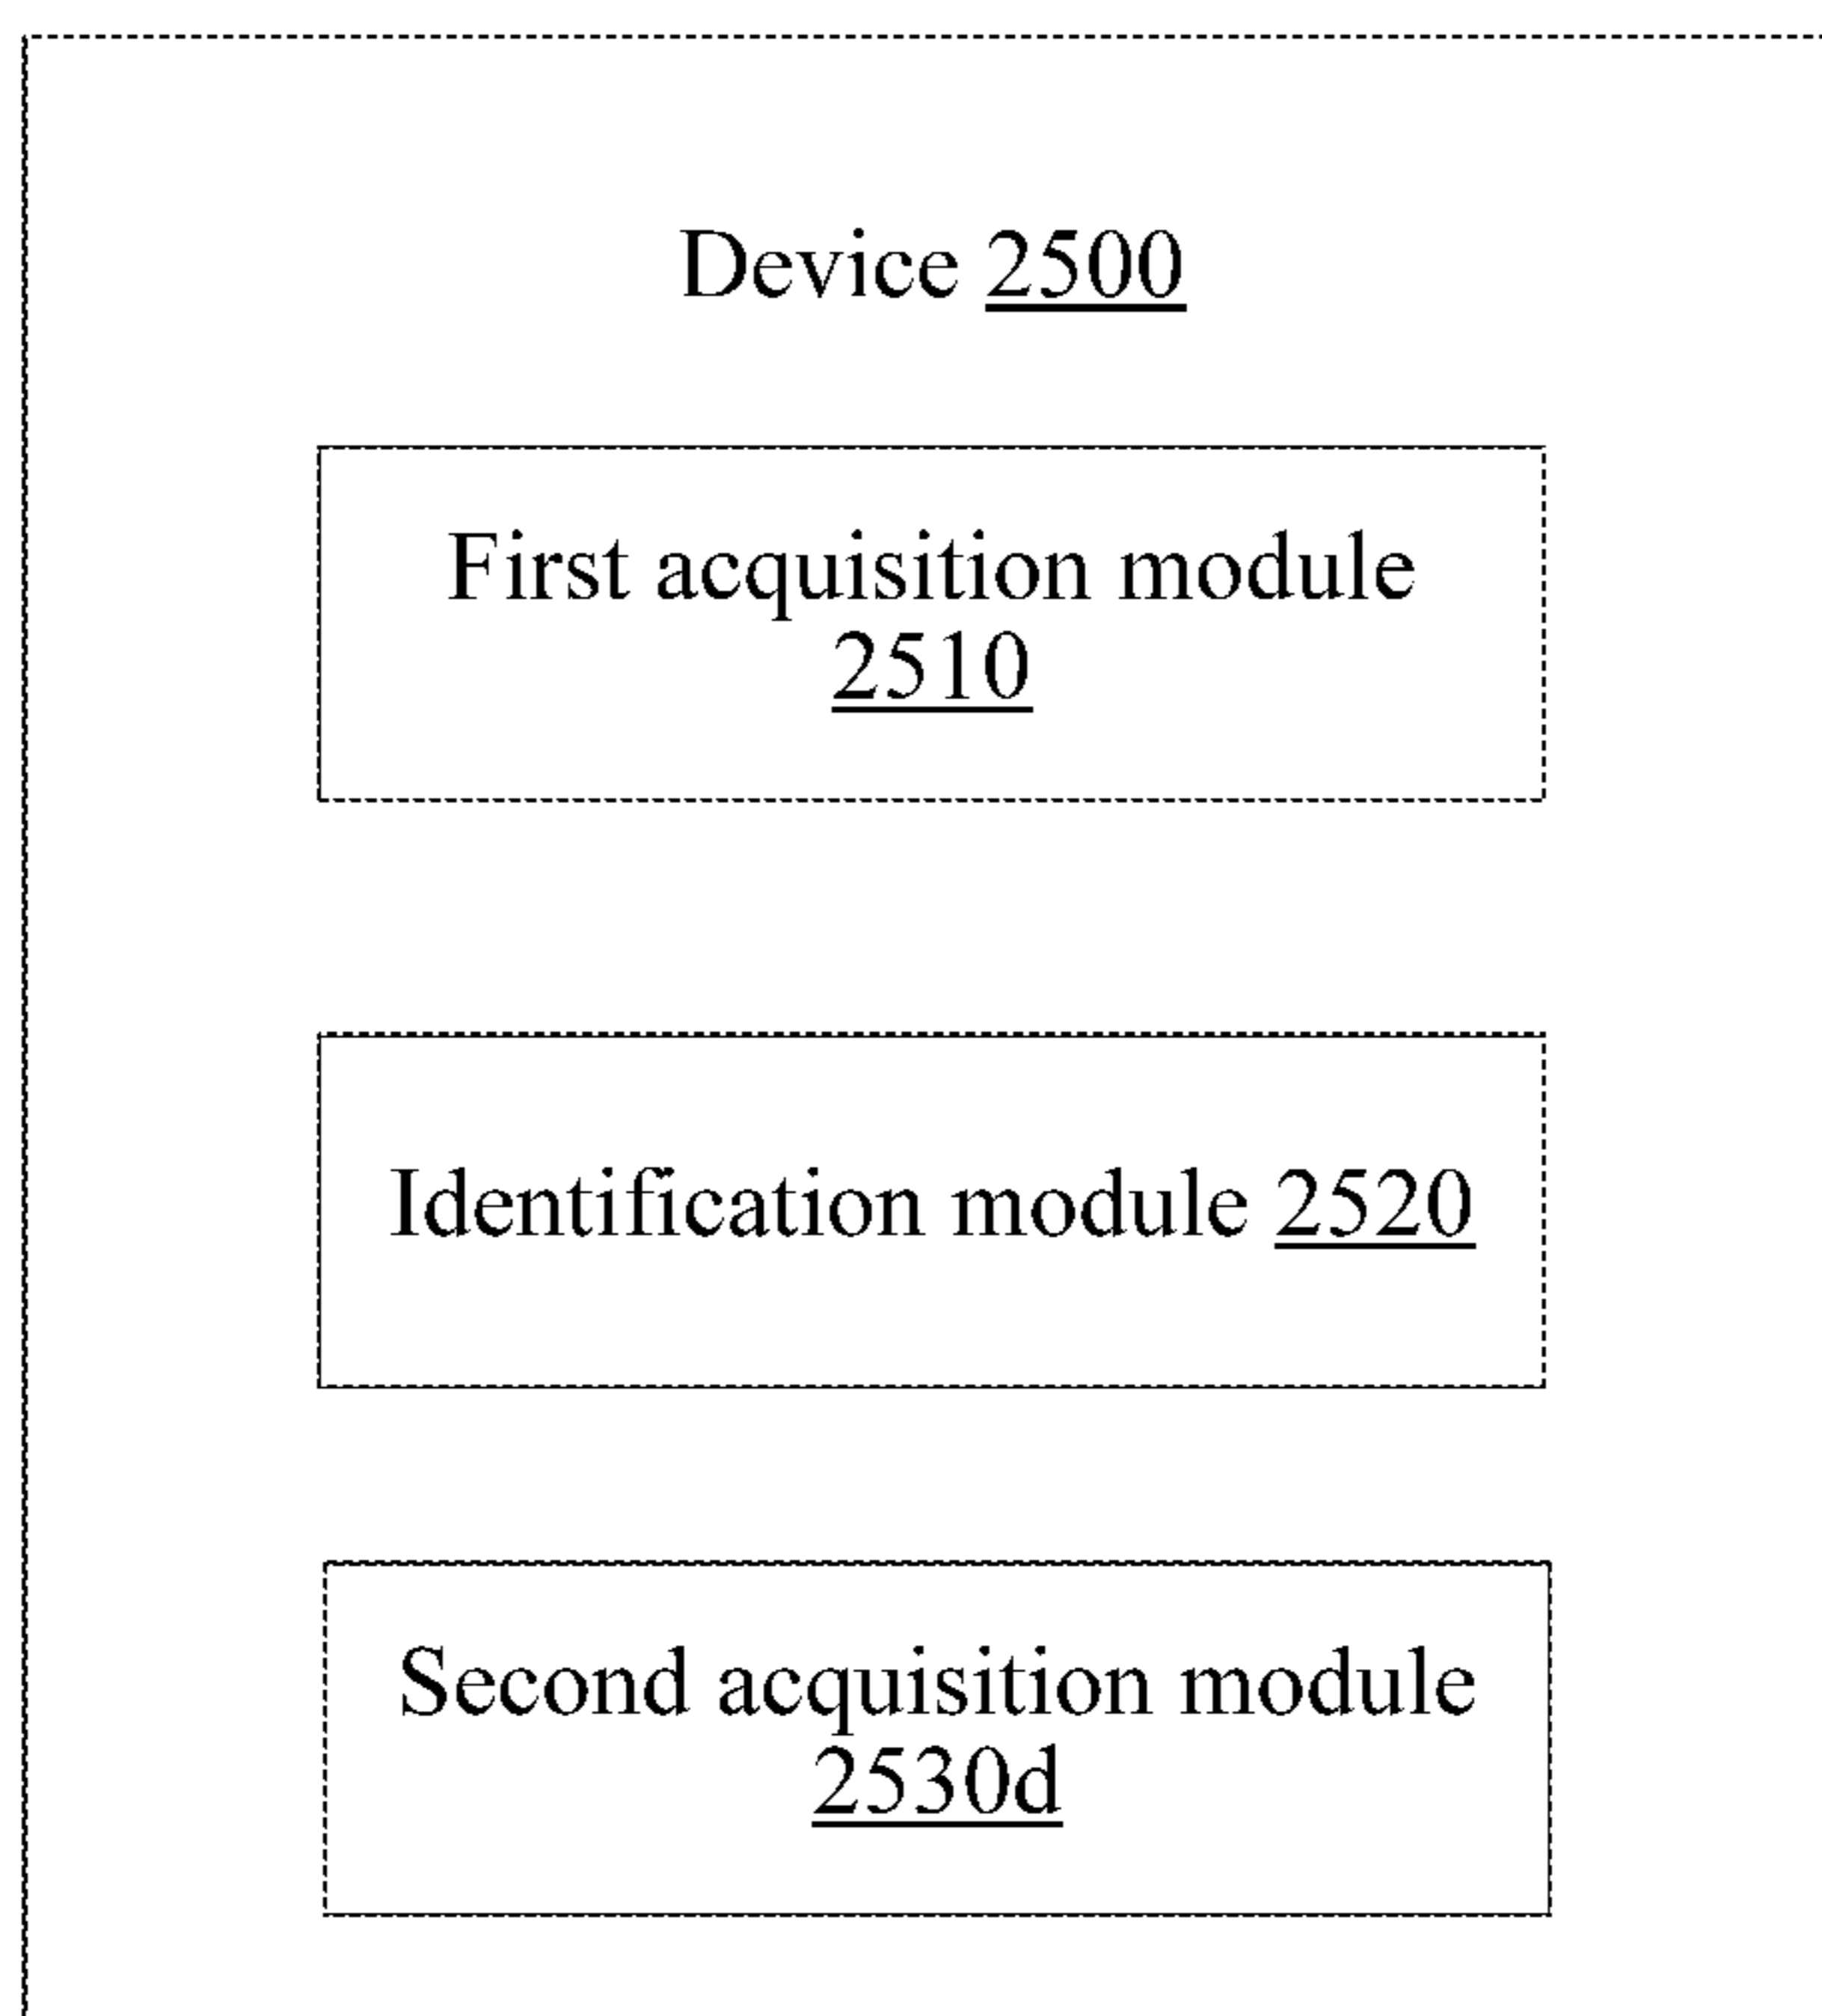 Device 2500
First acquisition module
2510
Identification module 2520
Second acquisition module
2530d